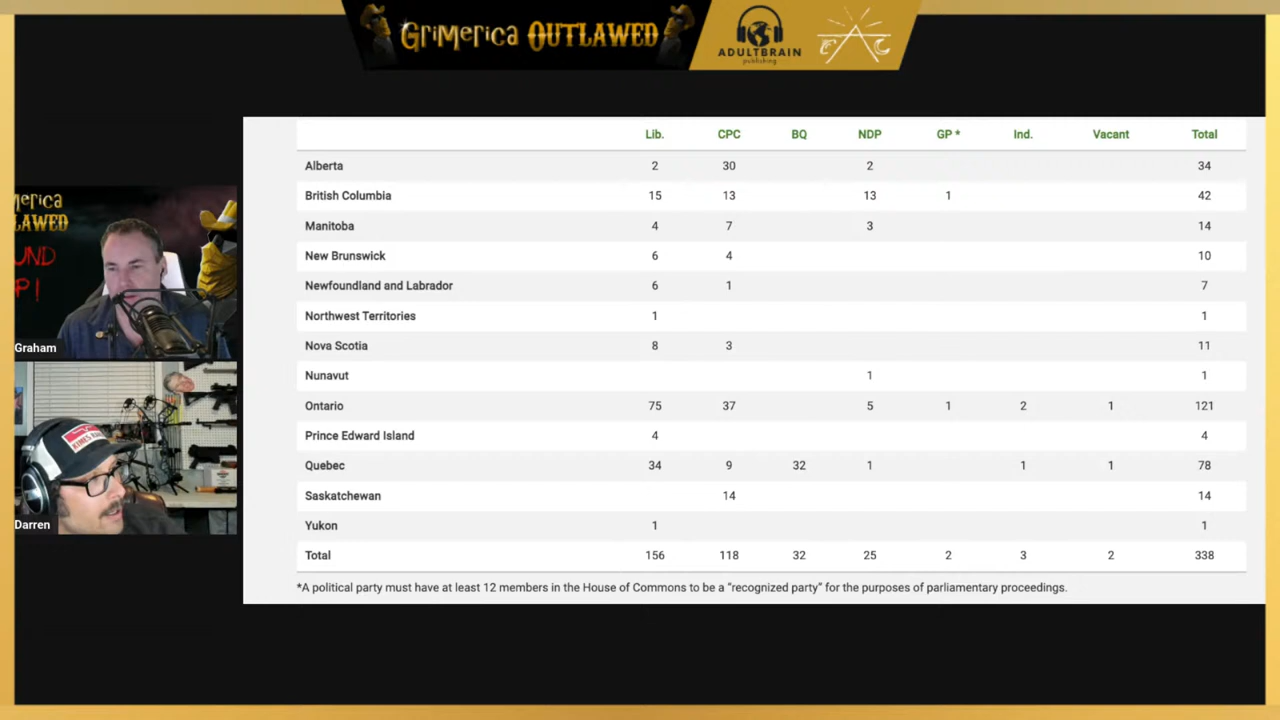 GRIMERICA OUTLAWED
ADULTBRAIN
publishing
Lib. CPC BQ NDP GP * Ind. Vacant Total
Alberta 2 30 2 34
British Columbia 15 13 13 1 42
Manitoba 4 7 3 14
New Brunswick 6 4 10
Newfoundland and Labrador 6 1 7
Northwest Territories 1 1
Nova Scotia 8 3 11
Nunavut 1 1
Ontario 75 37 5 1 2 1 121
Prince Edward Island 4 4
Quebec 34 9 32 1 1 1 78
Saskatchewan 14 14
Yukon 1 1
Total 156 118 32 25 2 3 2 338
*A political party must have at least 12 members in the House of Commons to be a “recognized party” for the purposes of parliamentary proceedings.
merica
LAWED
UND
P!
Graham
Darren